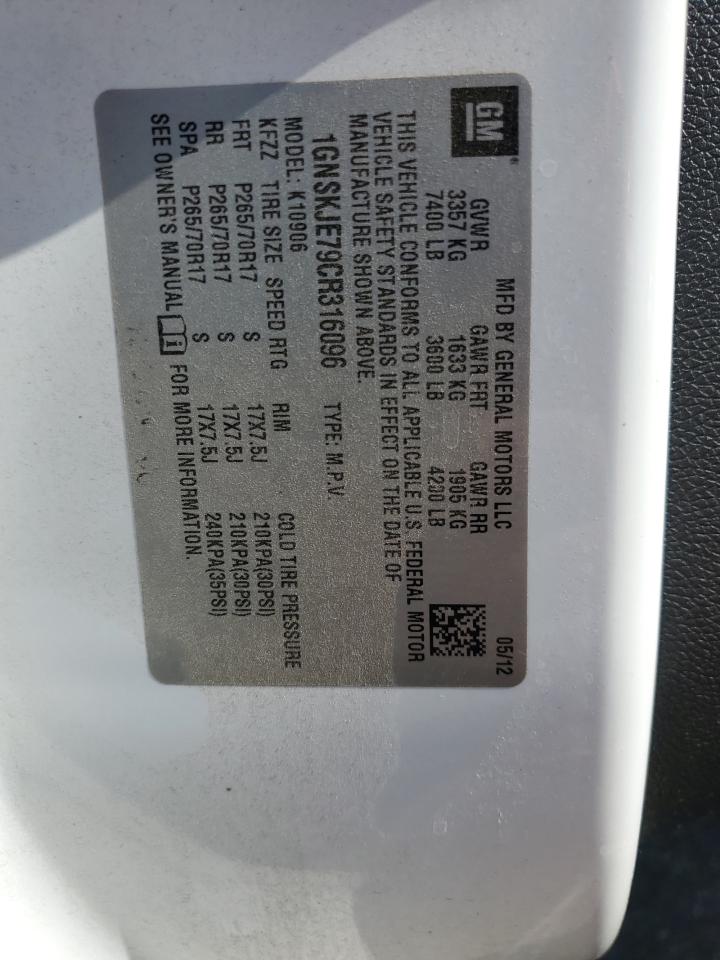 GM
MFD BY GENERAL MOTORS LLC 05/12
GVWR GAWR FRT GAWR RR
3357 KG 1633 KG 1905 KG
7400 LB 3600 LB 4200 LB
THIS VEHICLE CONFORMS TO ALL APPLICABLE U.S. FEDERAL MOTOR
VEHICLE SAFETY STANDARDS IN EFFECT ON THE DATE OF
MANUFACTURE SHOWN ABOVE.
1GNSKJE79CR316096 TYPE: M.P.V.
MODEL: K10906
KFZZ TIRE SIZE SPEED RTG RIM COLD TIRE PRESSURE
FRT P265/70R17 S 17X7.5J 210KPA(30PSI)
RR P265/70R17 S 17X7.5J 210KPA(30PSI)
SPA P265/70R17 S 17X7.5J 240KPA(35PSI)
SEE OWNER'S MANUAL i FOR MORE INFORMATION.